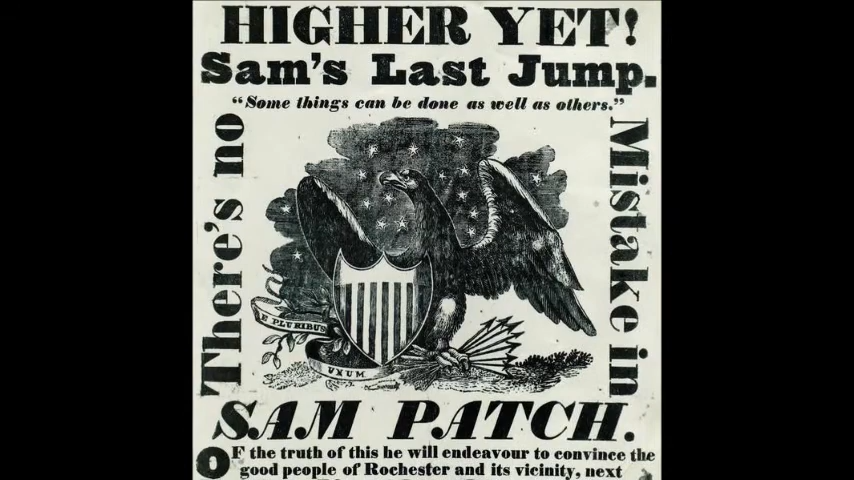 HIGHER YET!
Sam's Last Jump.
"Some things can be done as well as others."
There's no
Mistake in
E PLURIBUS
UNUM
SAM PATCH.
OF the truth of this he will endeavour to convince the
good people of Rochester and its vicinity, next